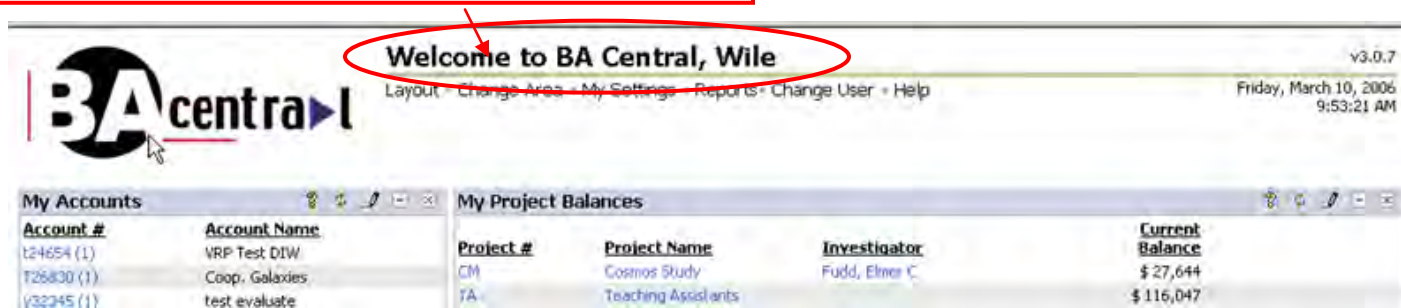 Welcome to BA Central, Wile
v3.0.7
BA central
Layout - Change Area - My Settings - Reports - Change User - Help
Friday, March 10, 2006
9:53:21 AM
My Accounts
Account # Account Name
t24654 (1) VRP Test DIW
T26830 (1) Coop. Galaxies
y32345 (1) test evaluate
My Project Balances
Project # Project Name Investigator Current Balance
CM Cosmos Study Fudd, Elmer C $ 27,644
TA Teaching Assistants $ 116,047